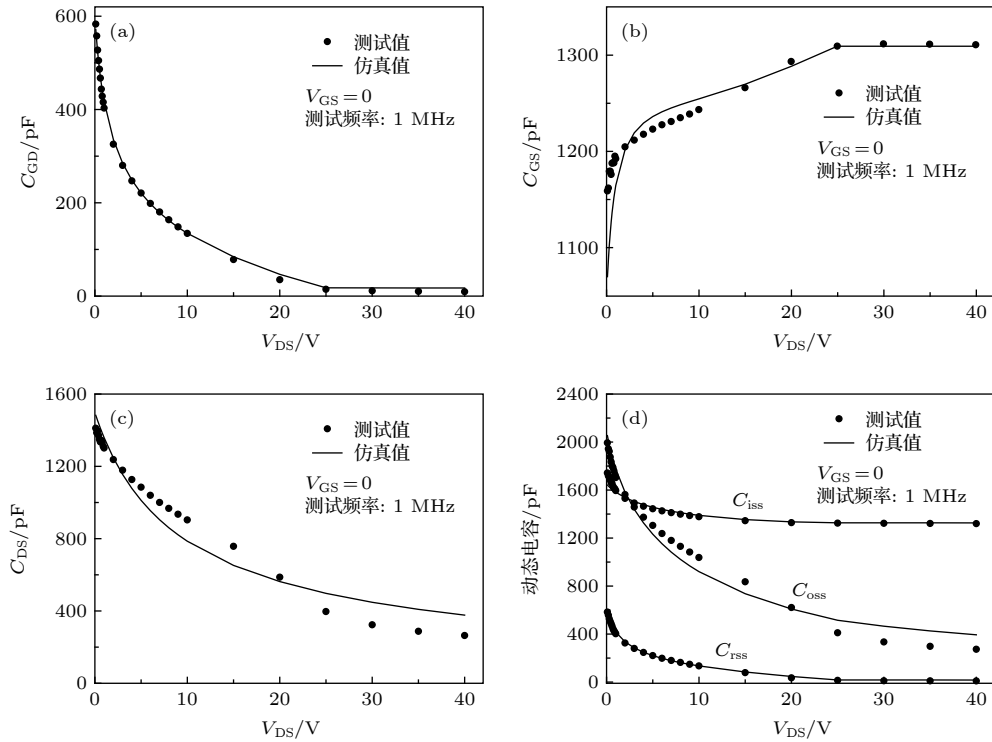 (a)
测试值
仿真值
V_GS = 0
测试频率: 1 MHz
600
400
200
0
C_GD/pF
0 10 20 30 40
V_DS/V
(b)
测试值
仿真值
V_GS = 0
测试频率: 1 MHz
1300
1200
1100
C_GS/pF
0 10 20 30 40
V_DS/V
(c)
测试值
仿真值
V_GS = 0
测试频率: 1 MHz
1600
1200
800
400
0
C_DS/pF
0 10 20 30 40
V_DS/V
(d)
测试值
仿真值
V_GS = 0
测试频率: 1 MHz
2400
2000
1600
1200
800
400
0
动态电容/pF
C_iss
C_oss
C_rss
0 10 20 30 40
V_DS/V